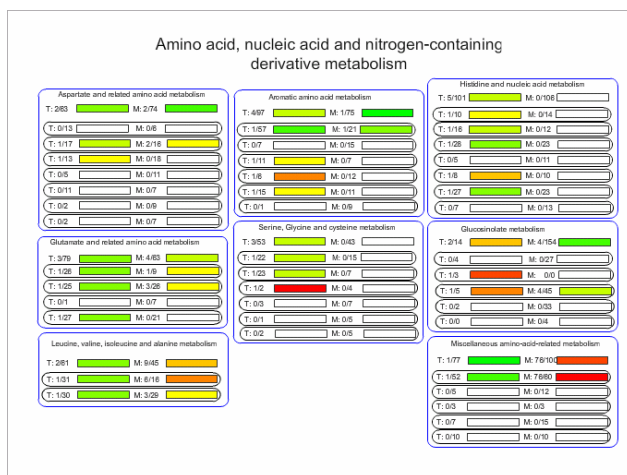 Amino acid, nucleic acid and nitrogen-containing
derivative metabolism
Aspartate and related amino acid metabolism
T: 2/63 M: 2/74
T: 0/13 M: 0/6
T: 1/17 M: 2/16
T: 1/13 M: 0/18
T: 0/5 M: 0/11
T: 0/11 M: 0/7
T: 0/2 M: 0/9
T: 0/2 M: 0/7
Glutamate and related amino acid metabolism
T: 3/79 M: 4/63
T: 1/26 M: 1/9
T: 1/25 M: 3/26
T: 0/1 M: 0/7
T: 1/27 M: 0/21
Leucine, valine, isoleucine and alanine metabolism
T: 2/61 M: 9/45
T: 1/31 M: 6/16
T: 1/30 M: 3/29
Aromatic amino acid metabolism
T: 4/97 M: 1/75
T: 1/57 M: 1/21
T: 0/7 M: 0/15
T: 1/11 M: 0/7
T: 1/6 M: 0/12
T: 1/15 M: 0/11
T: 0/1 M: 0/9
Serine, Glycine and cysteine metabolism
T: 3/53 M: 0/43
T: 1/22 M: 0/15
T: 1/23 M: 0/7
T: 1/2 M: 0/4
T: 0/3 M: 0/7
T: 0/1 M: 0/5
T: 0/2 M: 0/5
Histidine and nucleic acid metabolism
T: 5/101 M: 0/106
T: 1/10 M: 0/14
T: 1/16 M: 0/12
T: 1/28 M: 0/23
T: 0/5 M: 0/11
T: 1/8 M: 0/10
T: 1/27 M: 0/23
T: 0/7 M: 0/13
Glucosinolate metabolism
T: 2/14 M: 4/154
T: 0/4 M: 0/27
T: 1/3 M: 0/0
T: 1/5 M: 4/45
T: 0/2 M: 0/33
T: 0/0 M: 0/4
Miscellaneous amino-acid-related metabolism
T: 1/77 M: 76/100
T: 1/52 M: 76/60
T: 0/5 M: 0/12
T: 0/3 M: 0/3
T: 0/7 M: 0/15
T: 0/10 M: 0/10